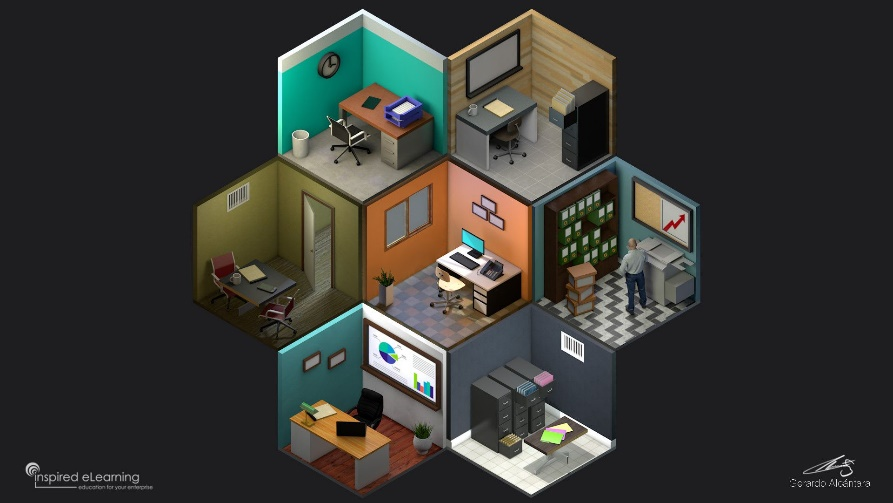 inspired eLearning
education for your enterprise
Gerardo Alcántara